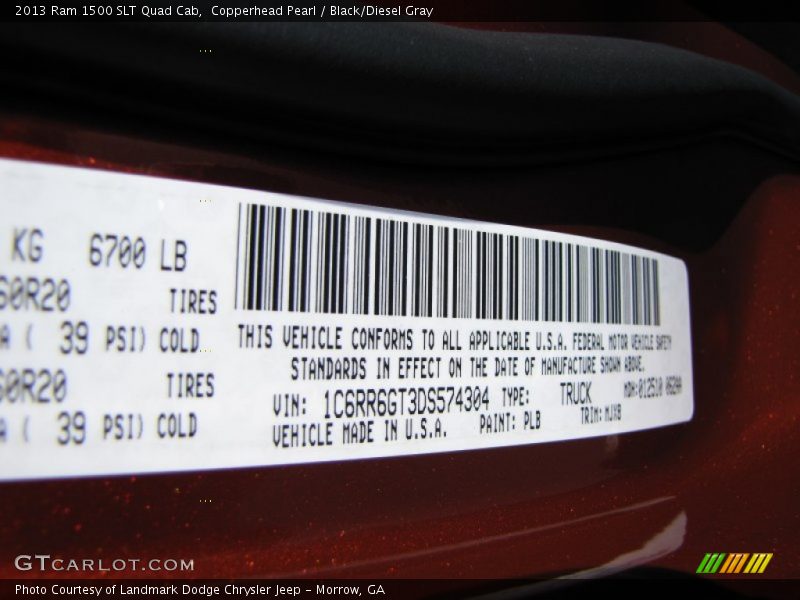 2013 Ram 1500 SLT Quad Cab, Copperhead Pearl / Black/Diesel Gray
KG 6700 LB
60R20 TIRES
A ( 39 PSI) COLD
60R20 TIRES
A ( 39 PSI) COLD
THIS VEHICLE CONFORMS TO ALL APPLICABLE U.S.A. FEDERAL MOTOR VEHICLE SAFETY
STANDARDS IN EFFECT ON THE DATE OF MANUFACTURE SHOWN ABOVE.
VIN: 1C6RR6GT3DS574304 TYPE: TRUCK
VEHICLE MADE IN U.S.A. PAINT: PLB TRIM:
GTCARLOT.COM
Photo Courtesy of Landmark Dodge Chrysler Jeep – Morrow, GA